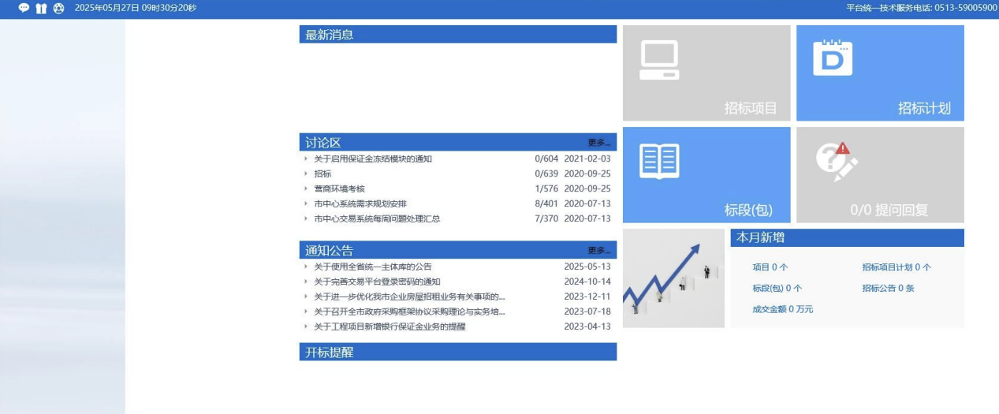 2025年05月27日 09时30分20秒
平台统一技术服务电话: 0513-59005900
最新消息
讨论区 更多...
关于启用保证金冻结模块的通知 0/604 2021-02-03
招标 0/639 2020-09-25
营商环境考核 1/576 2020-09-25
市中心系统需求规划安排 8/401 2020-07-13
市中心交易系统每周问题处理汇总 7/370 2020-07-13
通知公告 更多...
关于使用全省统一主体库的公告 2025-05-13
关于完善交易平台登录密码的通知 2024-10-14
关于进一步优化我市企业房屋招租业务有关事项的... 2023-12-11
关于召开全市政府采购框架协议采购理论与实务培... 2023-07-18
关于工程项目新增银行保证金业务的提醒 2023-04-13
开标提醒
招标项目
D
招标计划
标段(包)
0/0 提问回复
本月新增
项目 0 个 招标项目计划 0 个
标段(包) 0 个 招标公告 0 条
成交金额 0 万元